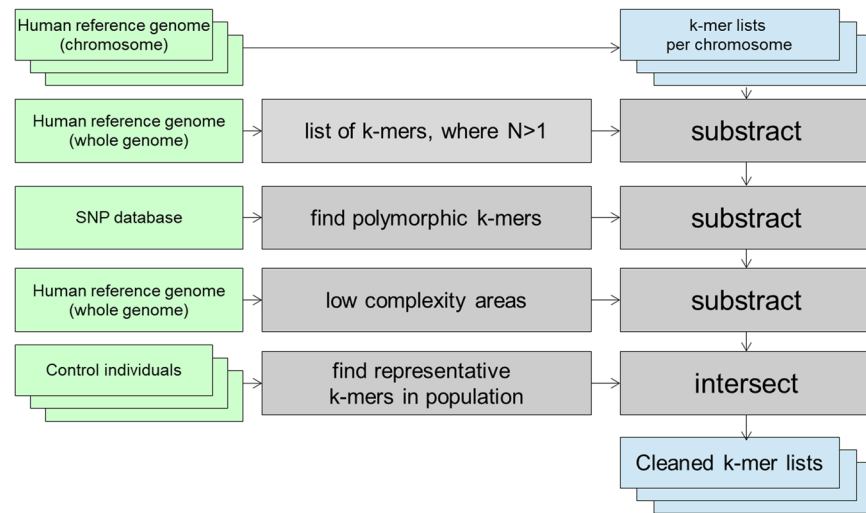 Human reference genome
(chromosome)
k-mer lists
per chromosome
Human reference genome
(whole genome)
list of k-mers, where N>1
substract
SNP database
find polymorphic k-mers
substract
Human reference genome
(whole genome)
low complexity areas
substract
Control individuals
find representative
k-mers in population
intersect
Cleaned k-mer lists